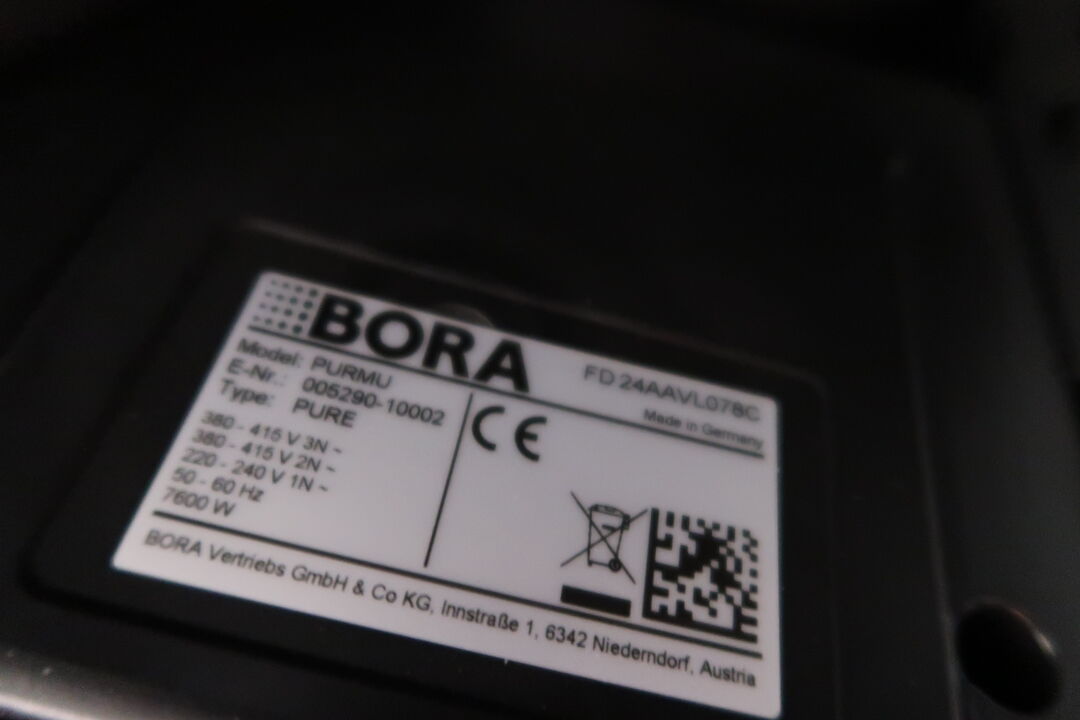 BORA
FD 24AAVL078C
Made in Germany
Model: PURMU
E-Nr.: 005290-10002
Type: PURE
380 - 415 V 3N ~
380 - 415 V 2N ~
220 - 240 V 1N ~
50 - 60 Hz
7600 W
CE
BORA Vertriebs GmbH & Co KG, Innstraße 1, 6342 Niederndorf, Austria